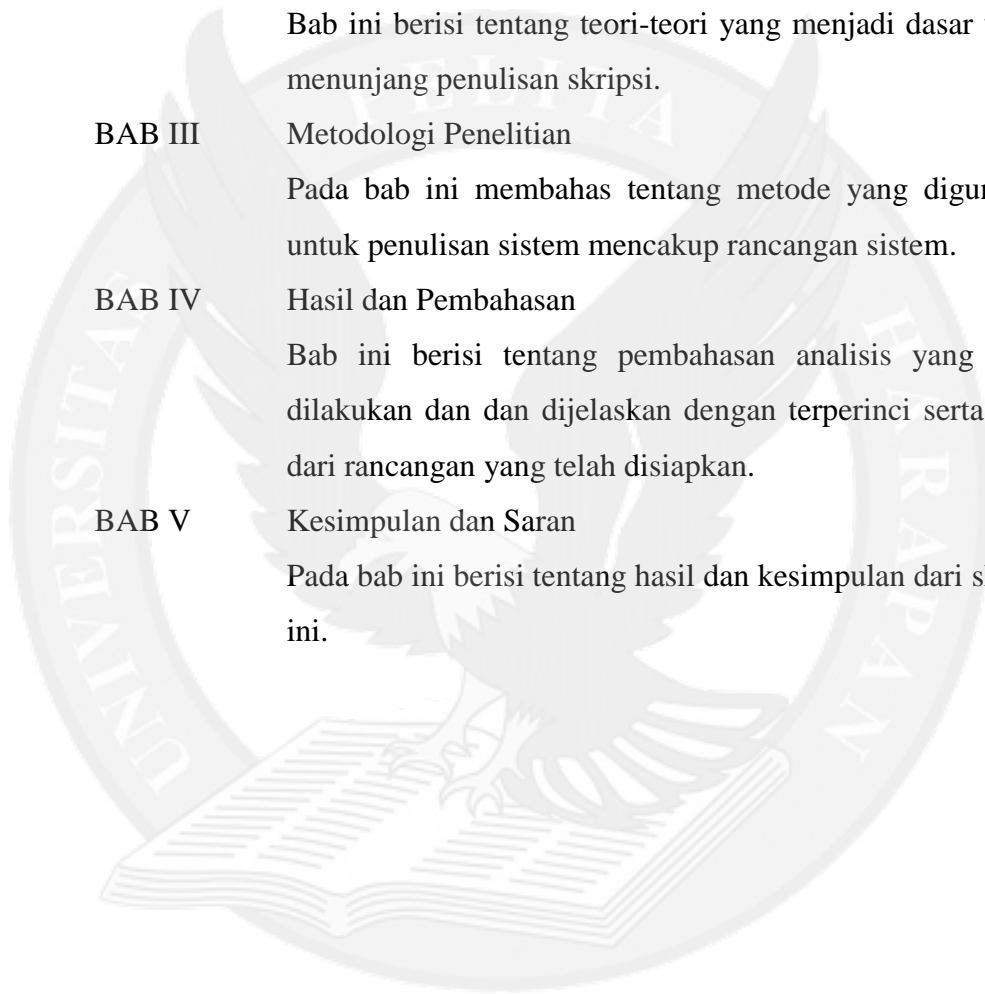 Bab ini berisi tentang teori-teori yang menjadi dasar
menunjang penulisan skripsi.
BAB III Metodologi Penelitian
Pada bab ini membahas tentang metode yang
untuk penulisan sistem mencakup rancangan sistem.
BAB IV Hasil dan Pembahasan
Bab ini berisi tentang pembahasan analisis yang
dilakukan dan dan dijelaskan dengan terperinci serta
dari rancangan yang telah disiapkan.
BAB V Kesimpulan dan Saran
Pada bab ini berisi tentang hasil dan kesimpulan dari
ini.
UNIVERSITAS PELITA HARAPAN